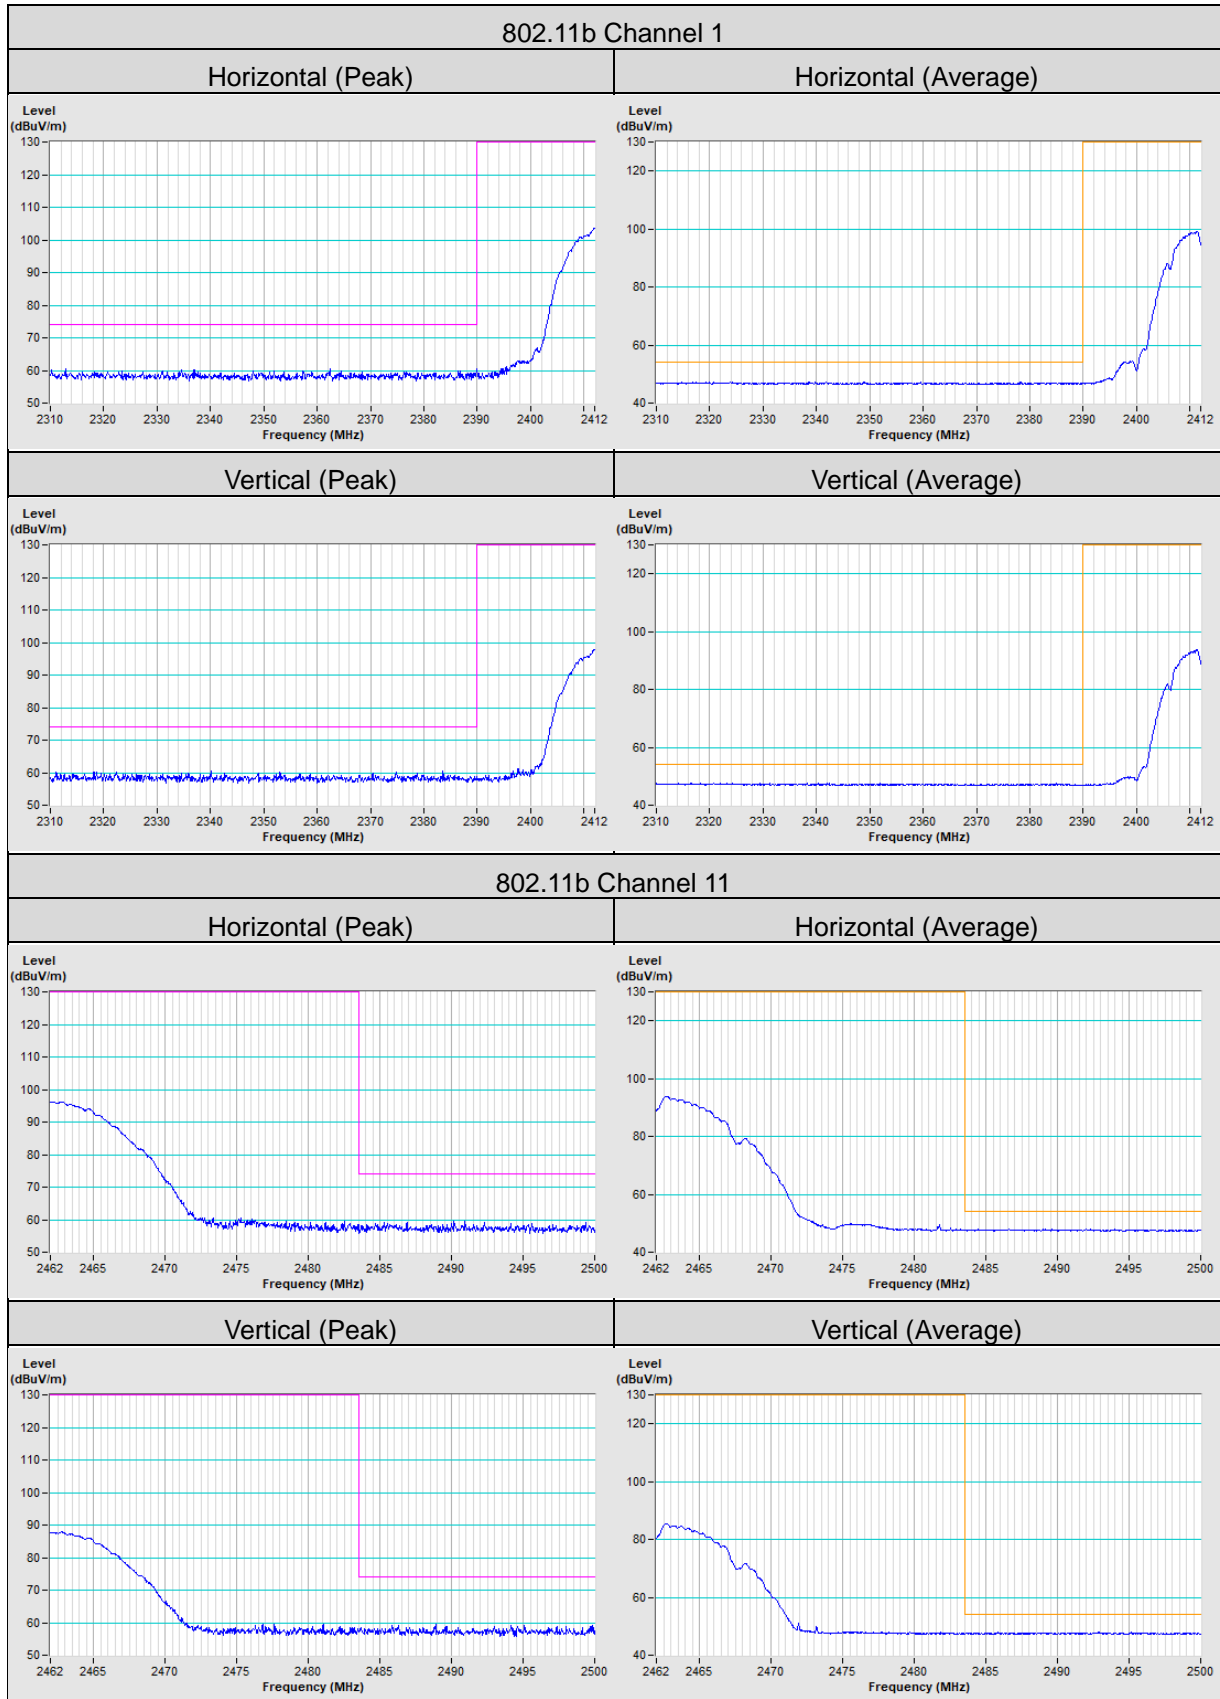 802.11b Channel 1
Horizontal (Peak)
Horizontal (Average)
Level
(dBuV/m)
130
120
110
100
90
80
70
60
50
2310 2320 2330 2340 2350 2360 2370 2380 2390 2400 2412
Frequency (MHz)
Level
(dBuV/m)
130
120
100
80
60
40
2310 2320 2330 2340 2350 2360 2370 2380 2390 2400 2412
Frequency (MHz)
Vertical (Peak)
Vertical (Average)
Level
(dBuV/m)
130
120
110
100
90
80
70
60
50
2310 2320 2330 2340 2350 2360 2370 2380 2390 2400 2412
Frequency (MHz)
Level
(dBuV/m)
130
120
100
80
60
40
2310 2320 2330 2340 2350 2360 2370 2380 2390 2400 2412
Frequency (MHz)
802.11b Channel 11
Horizontal (Peak)
Horizontal (Average)
Level
(dBuV/m)
130
120
110
100
90
80
70
60
50
2462 2465 2470 2475 2480 2485 2490 2495 2500
Frequency (MHz)
Level
(dBuV/m)
130
120
100
80
60
40
2462 2465 2470 2475 2480 2485 2490 2495 2500
Frequency (MHz)
Vertical (Peak)
Vertical (Average)
Level
(dBuV/m)
130
120
110
100
90
80
70
60
50
2462 2465 2470 2475 2480 2485 2490 2495 2500
Frequency (MHz)
Level
(dBuV/m)
130
120
100
80
60
40
2462 2465 2470 2475 2480 2485 2490 2495 2500
Frequency (MHz)